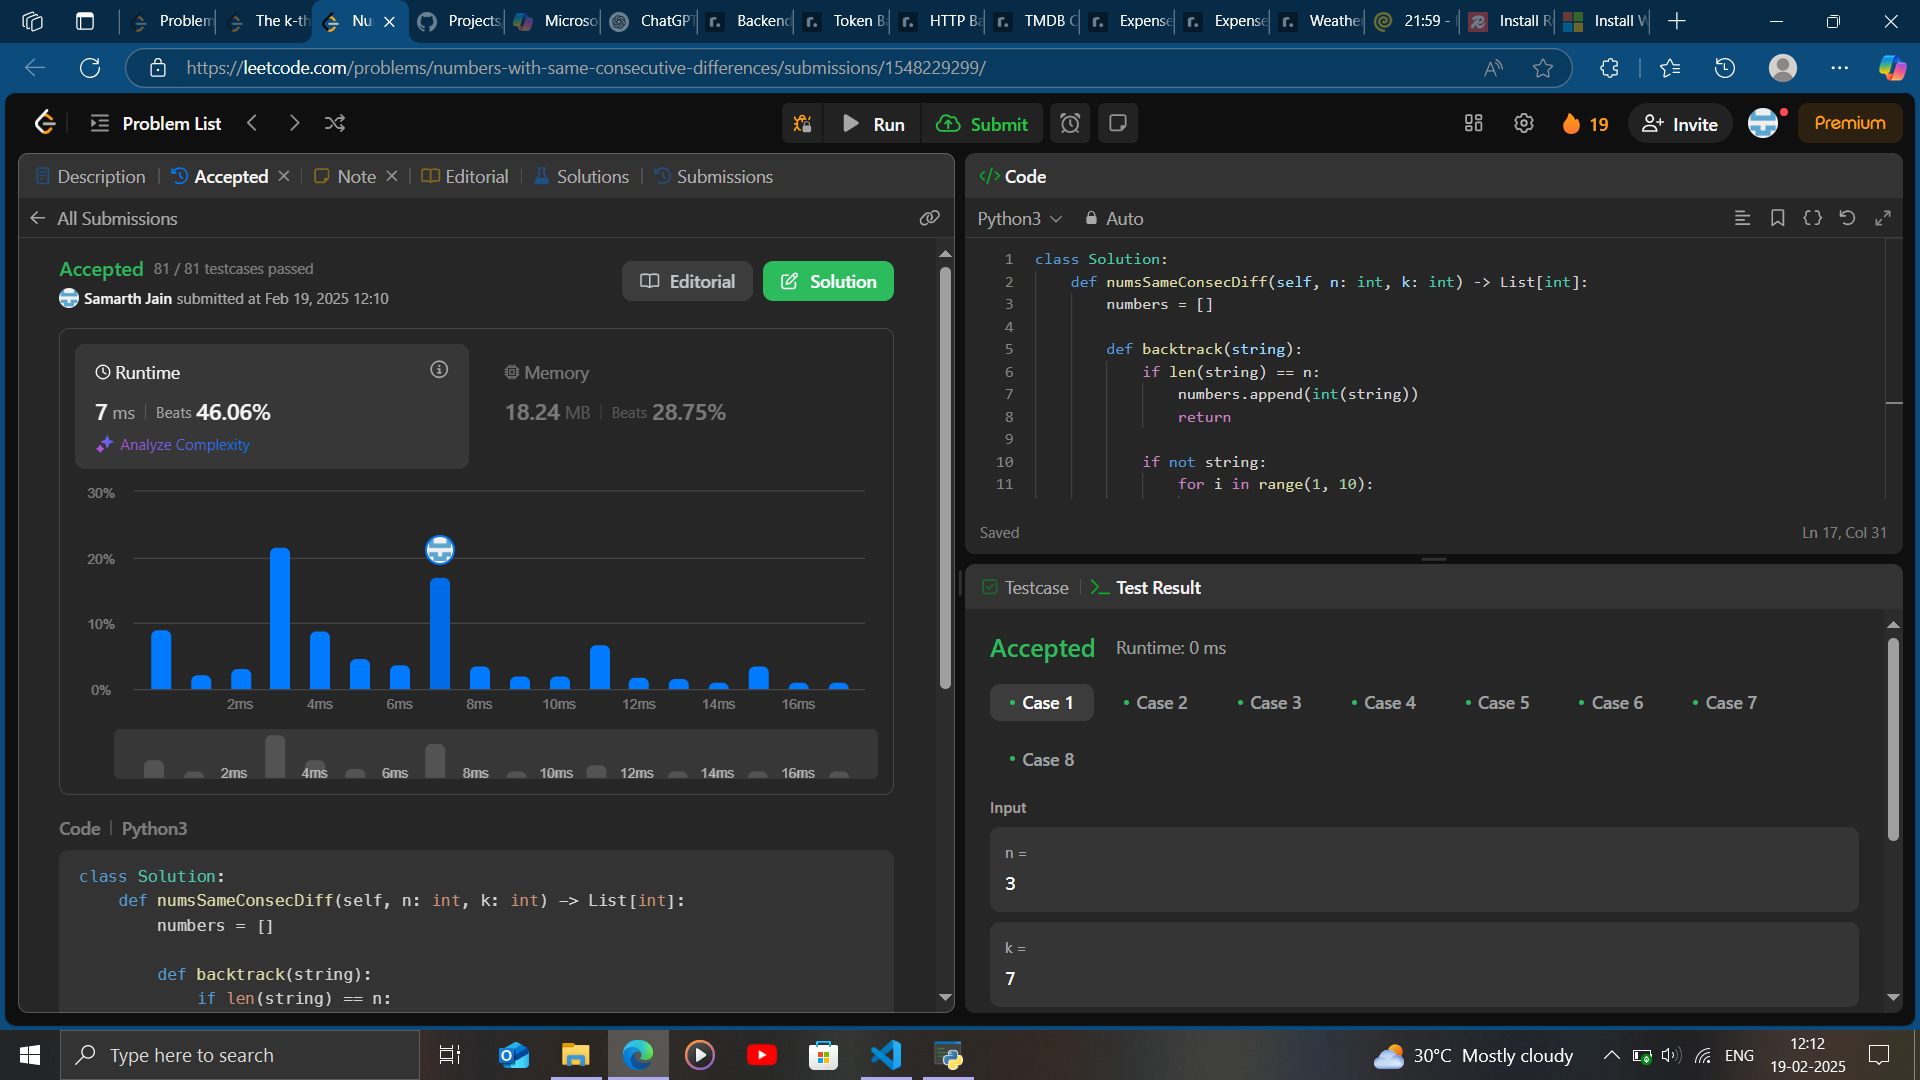 Problem
The k-th
Nu
Projects
Microso
ChatGPT
Backend
Token B
HTTP Ba
TMDB C
Expense
Expense
Weather
21:59 -
Install R
Install W
https://leetcode.com/problems/numbers-with-same-consecutive-differences/submissions/1548229299/
Problem List
Run
Submit
19
Invite
Premium
Description
Accepted
Note
Editorial
Solutions
Submissions
All Submissions
Accepted 81 / 81 testcases passed
Samarth Jain submitted at Feb 19, 2025 12:10
Editorial
Solution
Runtime
7 ms | Beats 46.06%
Analyze Complexity
Memory
18.24 MB | Beats 28.75%
30%
20%
10%
0%
2ms 4ms 6ms 8ms 10ms 12ms 14ms 16ms
2ms 4ms 6ms 8ms 10ms 12ms 14ms 16ms
Code | Python3
class Solution:
    def numsSameConsecDiff(self, n: int, k: int) -> List[int]:
        numbers = []
        def backtrack(string):
            if len(string) == n:
</> Code
Python3
Auto
1 class Solution:
2     def numsSameConsecDiff(self, n: int, k: int) -> List[int]:
3         numbers = []
4
5         def backtrack(string):
6             if len(string) == n:
7                 numbers.append(int(string))
8                 return
9
10             if not string:
11                 for i in range(1, 10):
Saved
Ln 17, Col 31
Testcase
Test Result
Accepted Runtime: 0 ms
Case 1 Case 2 Case 3 Case 4 Case 5 Case 6 Case 7
Case 8
Input
n =
3
k =
7
Type here to search
30°C Mostly cloudy
ENG
12:12
19-02-2025